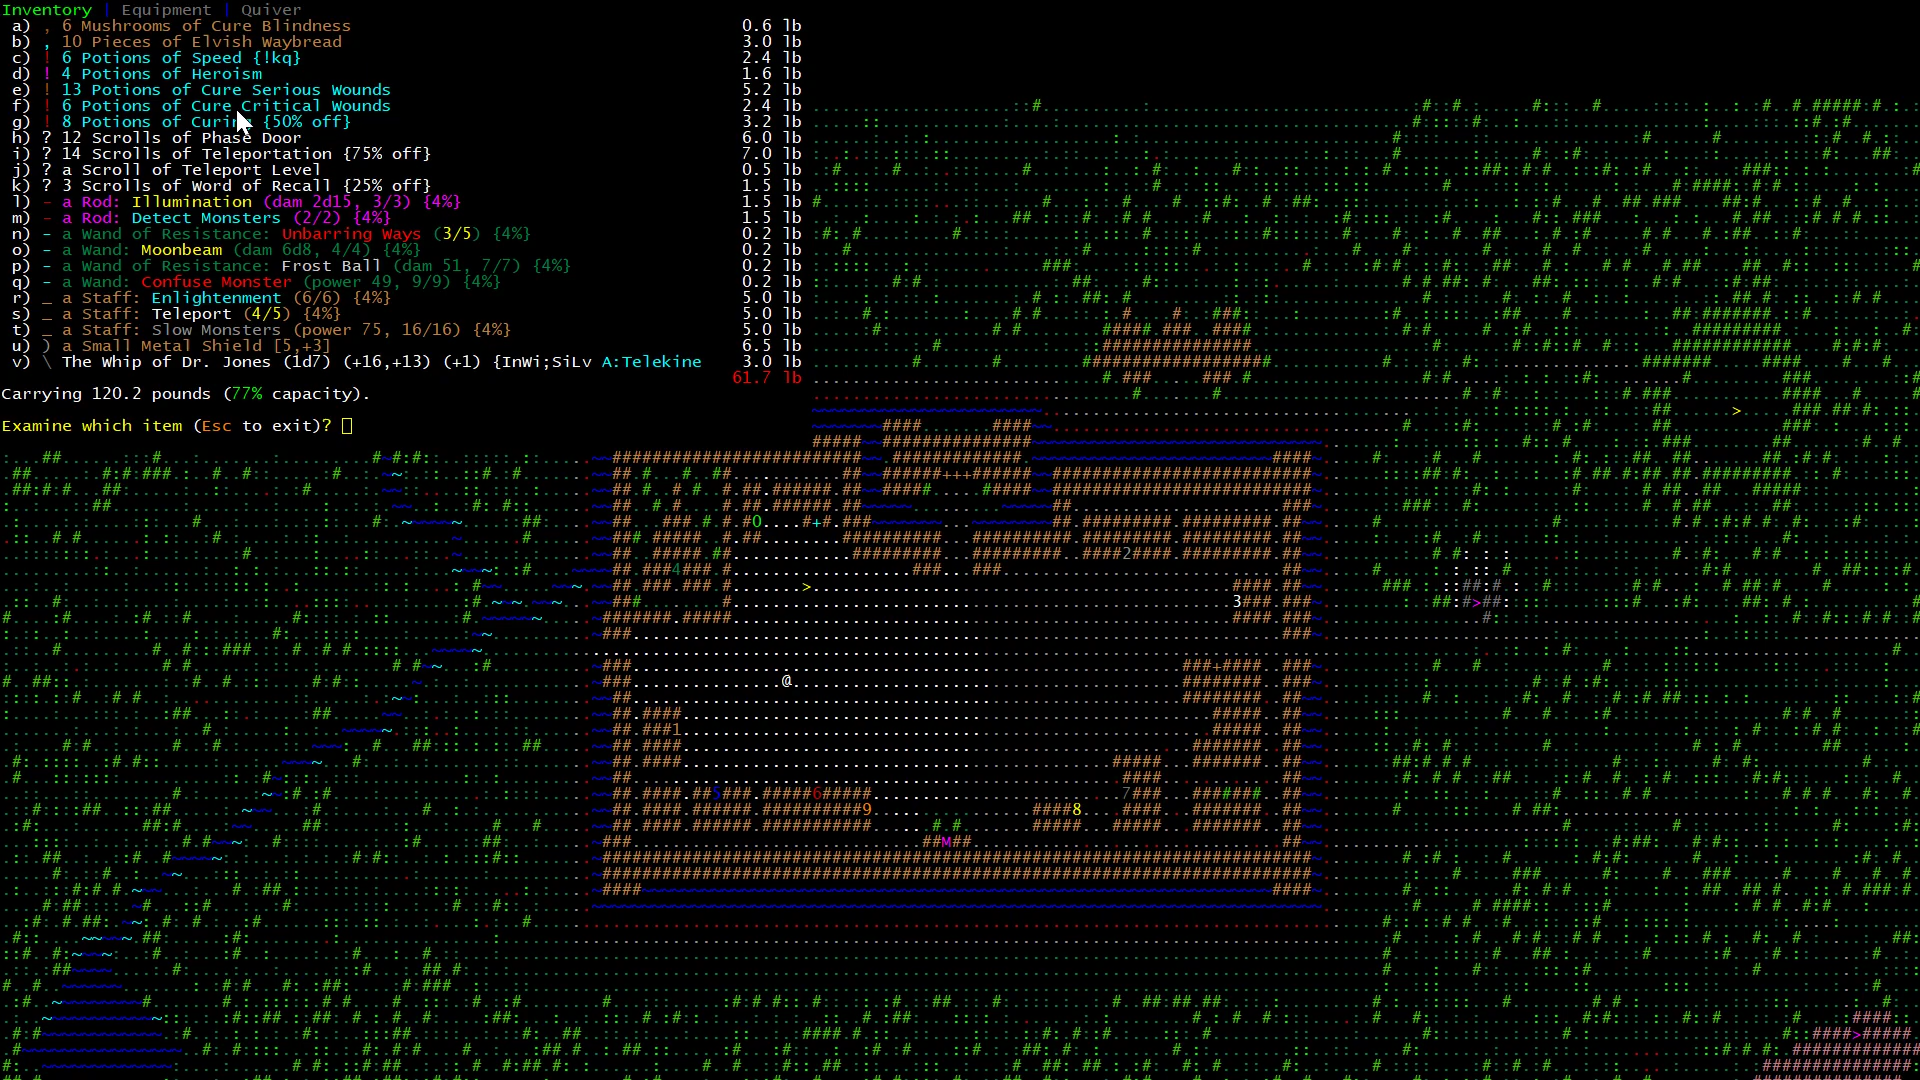 Inventory | Equipment | Quiver
a) , 6 Mushrooms of Cure Blindness 0.6 lb
b) , 10 Pieces of Elvish Waybread 3.0 lb
c) ! 6 Potions of Speed {!kq} 2.4 lb
d) ! 4 Potions of Heroism 1.6 lb
e) ! 13 Potions of Cure Serious Wounds 5.2 lb
f) ! 6 Potions of Cure Critical Wounds 2.4 lb
g) ! 8 Potions of Curing {50% off} 3.2 lb
h) ? 12 Scrolls of Phase Door 6.0 lb
i) ? 14 Scrolls of Teleportation {75% off} 7.0 lb
j) ? a Scroll of Teleport Level 0.5 lb
k) ? 3 Scrolls of Word of Recall {25% off} 1.5 lb
l) - a Rod: Illumination (dam 2d15, 3/3) {4%} 1.5 lb
m) - a Rod: Detect Monsters (2/2) {4%} 1.5 lb
n) - a Wand of Resistance: Unbarring Ways (3/5) {4%} 0.2 lb
o) - a Wand: Moonbeam (dam 6d8, 4/4) {4%} 0.2 lb
p) - a Wand of Resistance: Frost Ball (dam 51, 7/7) {4%} 0.2 lb
q) - a Wand: Confuse Monster (power 49, 9/9) {4%} 0.2 lb
r) _ a Staff: Enlightenment (6/6) {4%} 5.0 lb
s) _ a Staff: Teleport (4/5) {4%} 5.0 lb
t) _ a Staff: Slow Monsters (power 75, 16/16) {4%} 5.0 lb
u) ) a Small Metal Shield [5,+3] 6.5 lb
v) \ The Whip of Dr. Jones (1d7) (+16,+13) (+1) {InWi;SiLv A:Telekine 3.0 lb
61.7 lb
Carrying 120.2 pounds (77% capacity).
Examine which item (Esc to exit)?
0
2
4
3
@
1
5
6
7
9
8
M